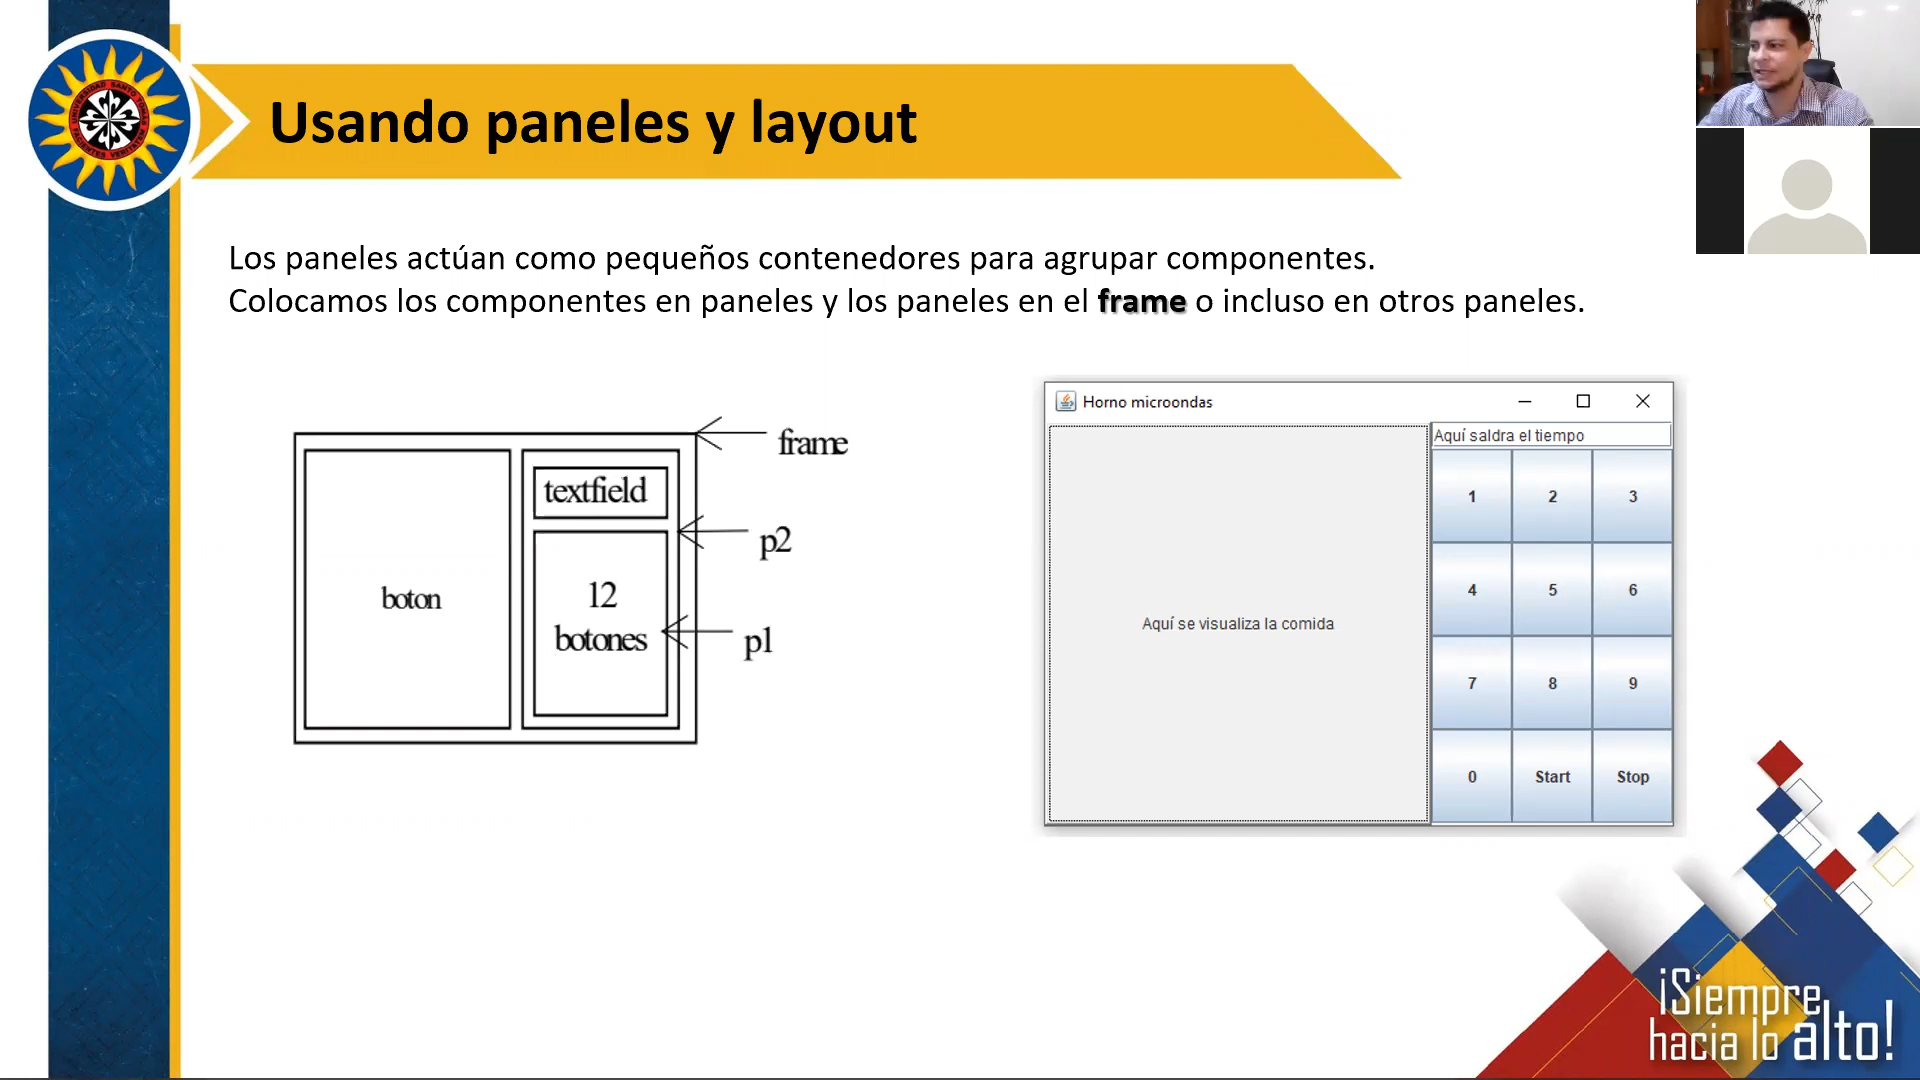 Usando paneles y layout
Los paneles actúan como pequeños contenedores para agrupar componentes.
Colocamos los componentes en paneles y los paneles en el frame o incluso en otros paneles.
frame
textfield
p2
boton
12
botones
p1
Horno microondas
Aquí saldra el tiempo
Aquí se visualiza la comida
1 2 3
4 5 6
7 8 9
0 Start Stop
¡Siempre
hacia lo alto!